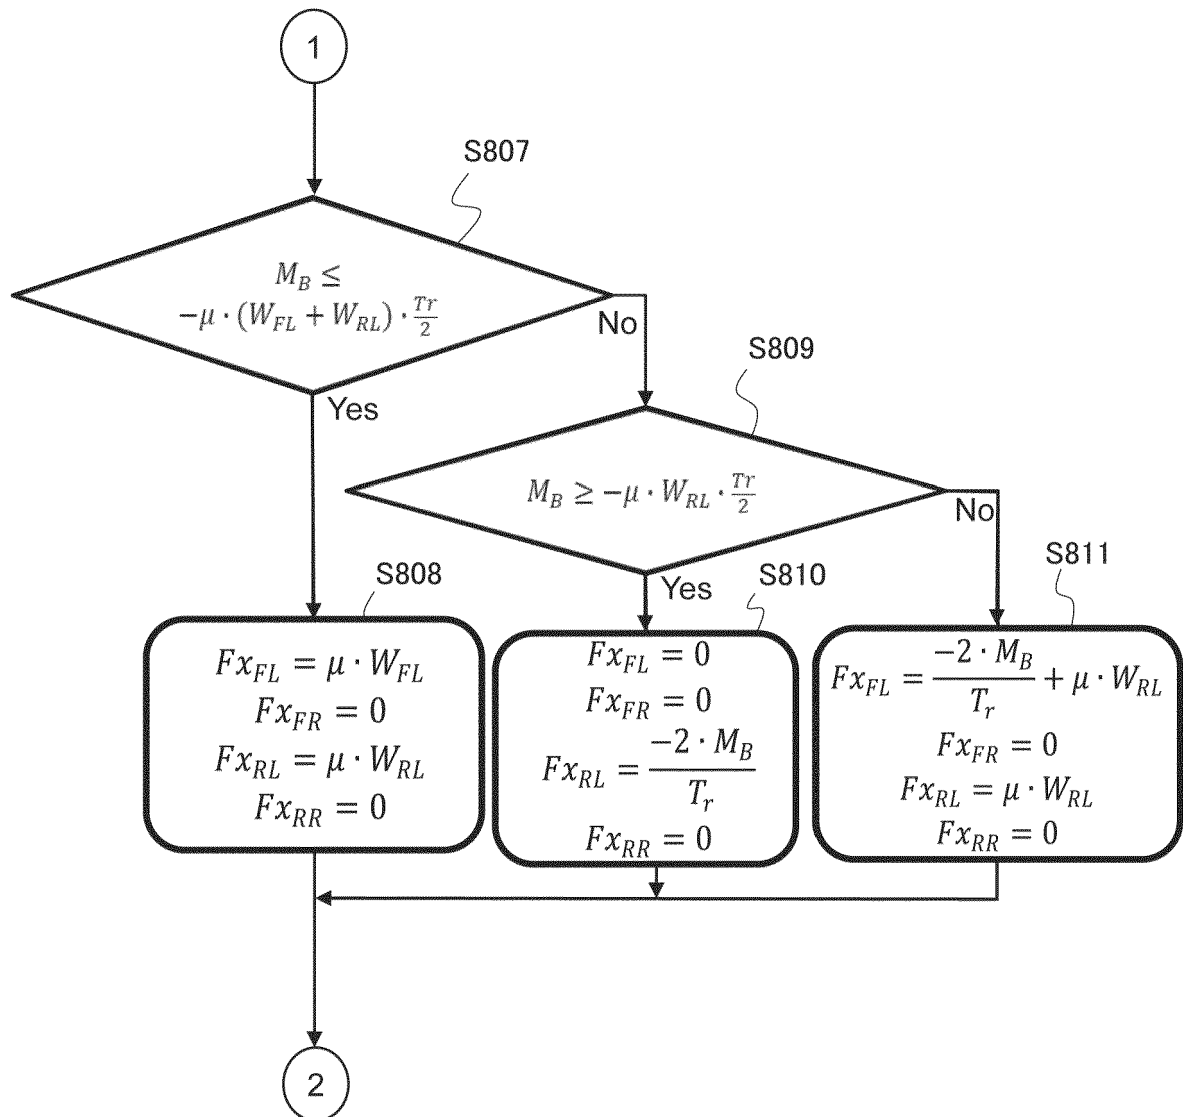 1
S807
M_B ≤
−μ · (W_FL + W_RL) · Tr/2
No
Yes
S809
M_B ≥ −μ · W_RL · Tr/2
No
Yes
S808
Fx_FL = μ · W_FL
Fx_FR = 0
Fx_RL = μ · W_RL
Fx_RR = 0
S810
Fx_FL = 0
Fx_FR = 0
Fx_RL = −2 · M_B / T_r
Fx_RR = 0
S811
Fx_FL = −2 · M_B / T_r + μ · W_RL
Fx_FR = 0
Fx_RL = μ · W_RL
Fx_RR = 0
2